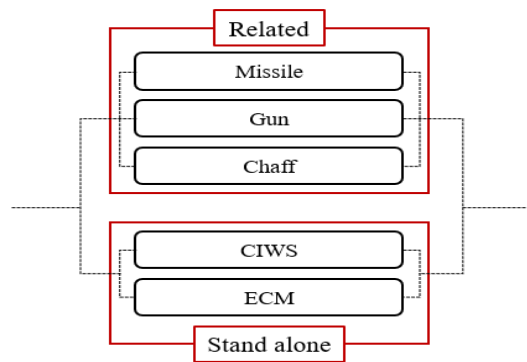 Related
Missile
Gun
Chaff
CIWS
ECM
Stand alone